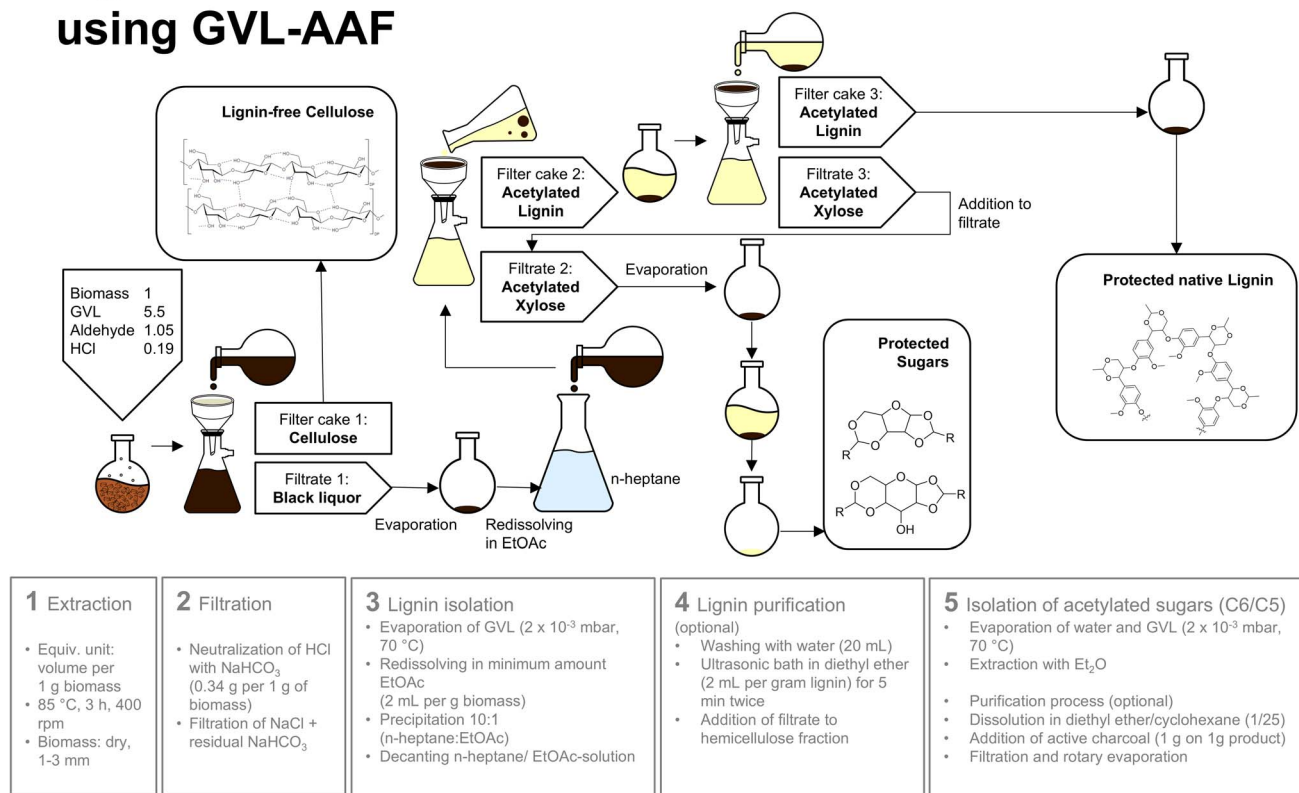 using GVL-AAF
Lignin-free Cellulose
Filter cake 3:
Acetylated
Lignin
Filter cake 2:
Acetylated
Lignin
Filtrate 3:
Acetylated
Xylose
Addition to
filtrate
Filtrate 2:
Acetylated
Xylose
Evaporation
Protected native Lignin
Biomass 1
GVL 5.5
Aldehyde 1.05
HCl 0.19
Protected
Sugars
Filter cake 1:
Cellulose
Filtrate 1:
Black liquor
n-heptane
Evaporation
Redissolving
in EtOAc
1 Extraction
• Equiv. unit:
volume per
1 g biomass
• 85 °C, 3 h, 400
rpm
• Biomass: dry,
1-3 mm
2 Filtration
• Neutralization of HCl
with NaHCO₃
(0.34 g per 1 g of
biomass)
• Filtration of NaCl +
residual NaHCO₃
3 Lignin isolation
• Evaporation of GVL (2 x 10⁻³ mbar,
70 °C)
• Redissolving in minimum amount
EtOAc
(2 mL per g biomass)
• Precipitation 10:1
(n-heptane:EtOAc)
• Decanting n-heptane/ EtOAc-solution
4 Lignin purification
(optional)
• Washing with water (20 mL)
• Ultrasonic bath in diethyl ether
(2 mL per gram lignin) for 5
min twice
• Addition of filtrate to
hemicellulose fraction
5 Isolation of acetylated sugars (C6/C5)
• Evaporation of water and GVL (2 x 10⁻³ mbar,
70 °C)
• Extraction with Et₂O
• Purification process (optional)
• Dissolution in diethyl ether/cyclohexane (1/25)
• Addition of active charcoal (1 g on 1g product)
• Filtration and rotary evaporation